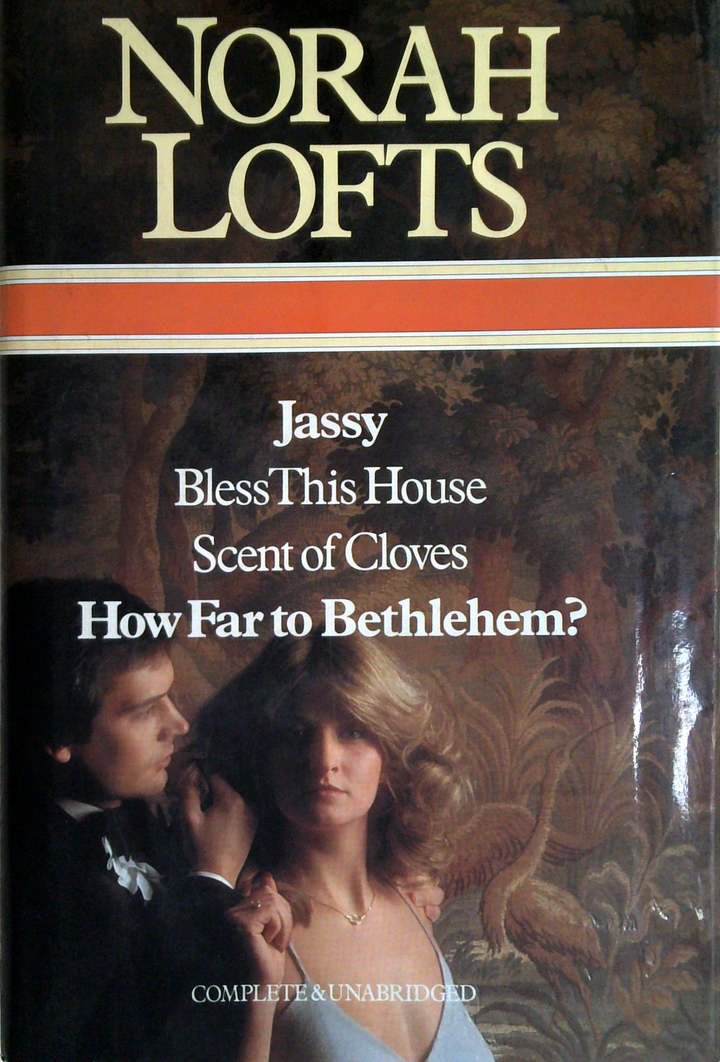 NORAH
LOFTS
Jassy
Bless This House
Scent of Cloves
How Far to Bethlehem?
COMPLETE & UNABRIDGED